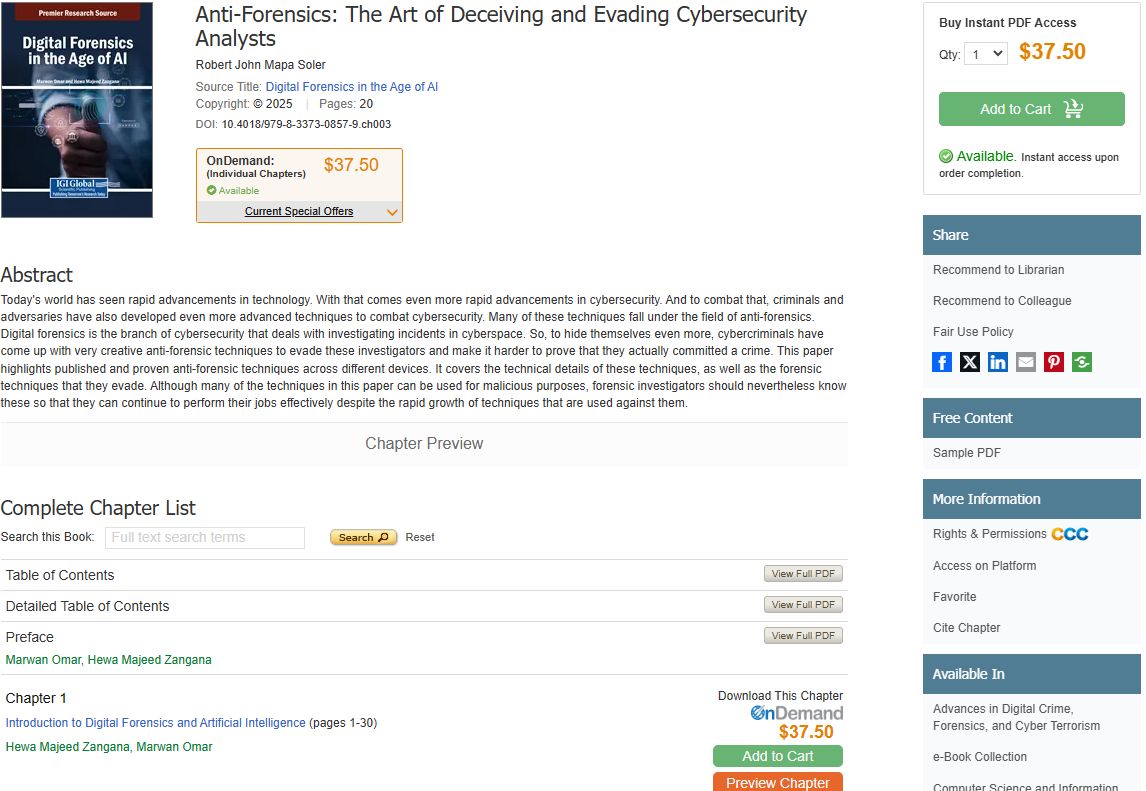 Premier Research Source
Digital Forensics
in the Age of AI
Marwan Omar and Hewa Majeed Zangana
IGI Global
Scientific Publishing
Publishing Tomorrow's Research Today
Anti-Forensics: The Art of Deceiving and Evading Cybersecurity
Analysts
Robert John Mapa Soler
Source Title: Digital Forensics in the Age of AI
Copyright: © 2025 | Pages: 20
DOI: 10.4018/979-8-3373-0857-9.ch003
OnDemand:
(Individual Chapters)
$37.50
Available
Current Special Offers
Abstract
Today's world has seen rapid advancements in technology. With that comes even more rapid advancements in cybersecurity. And to combat that, criminals and
adversaries have also developed even more advanced techniques to combat cybersecurity. Many of these techniques fall under the field of anti-forensics.
Digital forensics is the branch of cybersecurity that deals with investigating incidents in cyberspace. So, to hide themselves even more, cybercriminals have
come up with very creative anti-forensic techniques to evade these investigators and make it harder to prove that they actually committed a crime. This paper
highlights published and proven anti-forensic techniques across different devices. It covers the technical details of these techniques, as well as the forensic
techniques that they evade. Although many of the techniques in this paper can be used for malicious purposes, forensic investigators should nevertheless know
these so that they can continue to perform their jobs effectively despite the rapid growth of techniques that are used against them.
Chapter Preview
Complete Chapter List
Search this Book: Full text search terms Search Reset
Table of Contents View Full PDF
Detailed Table of Contents View Full PDF
Preface View Full PDF
Marwan Omar, Hewa Majeed Zangana
Chapter 1
Introduction to Digital Forensics and Artificial Intelligence (pages 1-30)
Hewa Majeed Zangana, Marwan Omar
Download This Chapter
OnDemand
$37.50
Add to Cart
Preview Chapter
Buy Instant PDF Access
Qty: 1 $37.50
Add to Cart
Available. Instant access upon
order completion.
Share
Recommend to Librarian
Recommend to Colleague
Fair Use Policy
Free Content
Sample PDF
More Information
Rights & Permissions CCC
Access on Platform
Favorite
Cite Chapter
Available In
Advances in Digital Crime,
Forensics, and Cyber Terrorism
e-Book Collection
Computer Science and Information